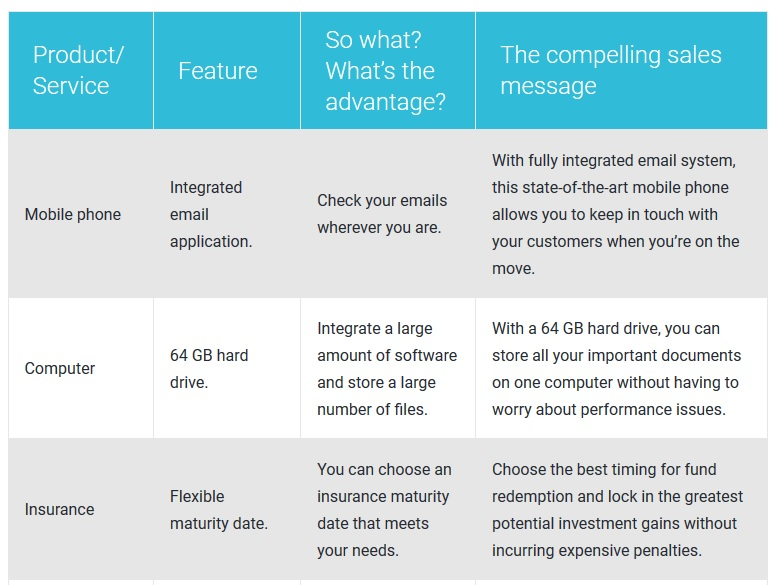 Product/
Service
Feature
So what?
What's the
advantage?
The compelling sales
message
Mobile phone
Integrated
email
application.
Check your emails
wherever you are.
With fully integrated email system,
this state-of-the-art mobile phone
allows you to keep in touch with
your customers when you’re on the
move.
Computer
64 GB hard
drive.
Integrate a large
amount of software
and store a large
number of files.
With a 64 GB hard drive, you can
store all your important documents
on one computer without having to
worry about performance issues.
Insurance
Flexible
maturity date.
You can choose an
insurance maturity
date that meets
your needs.
Choose the best timing for fund
redemption and lock in the greatest
potential investment gains without
incurring expensive penalties.